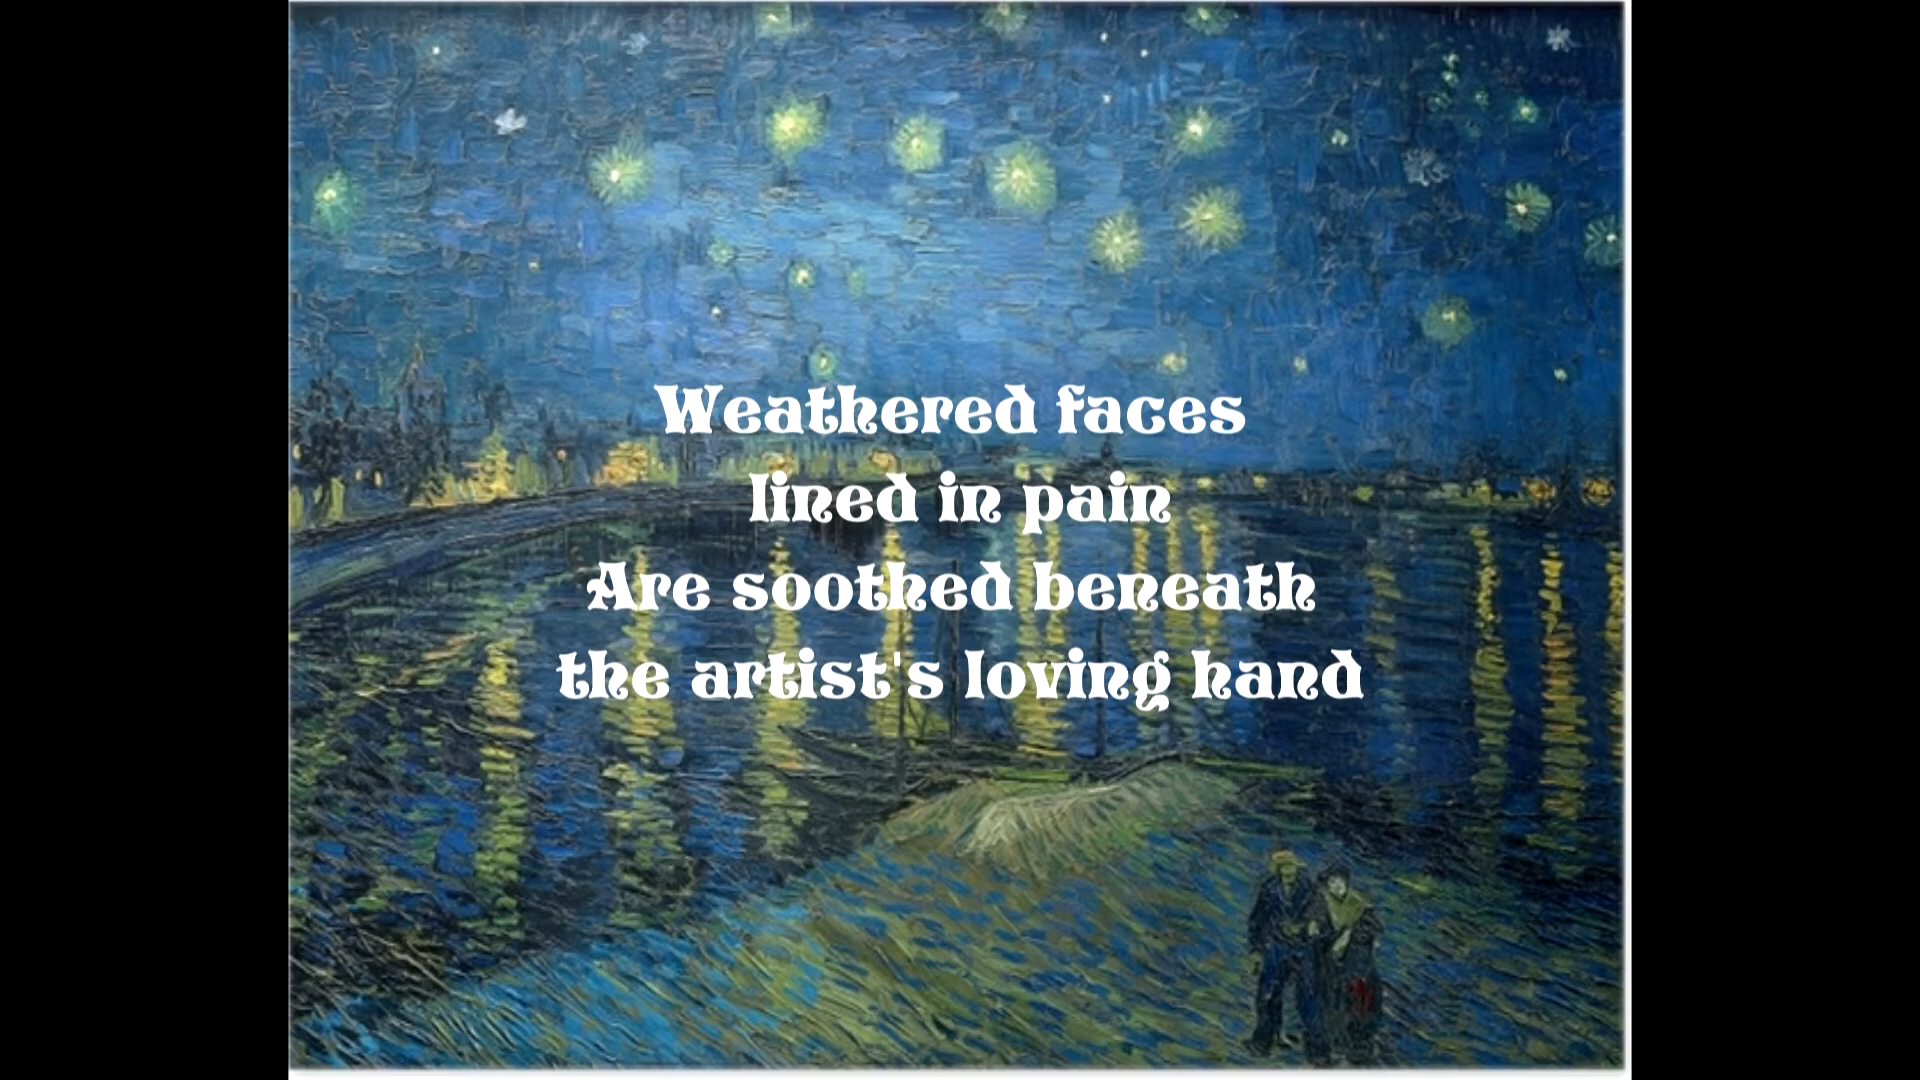 Weathered faces
lined in pain
Are soothed beneath
the artist's loving hand